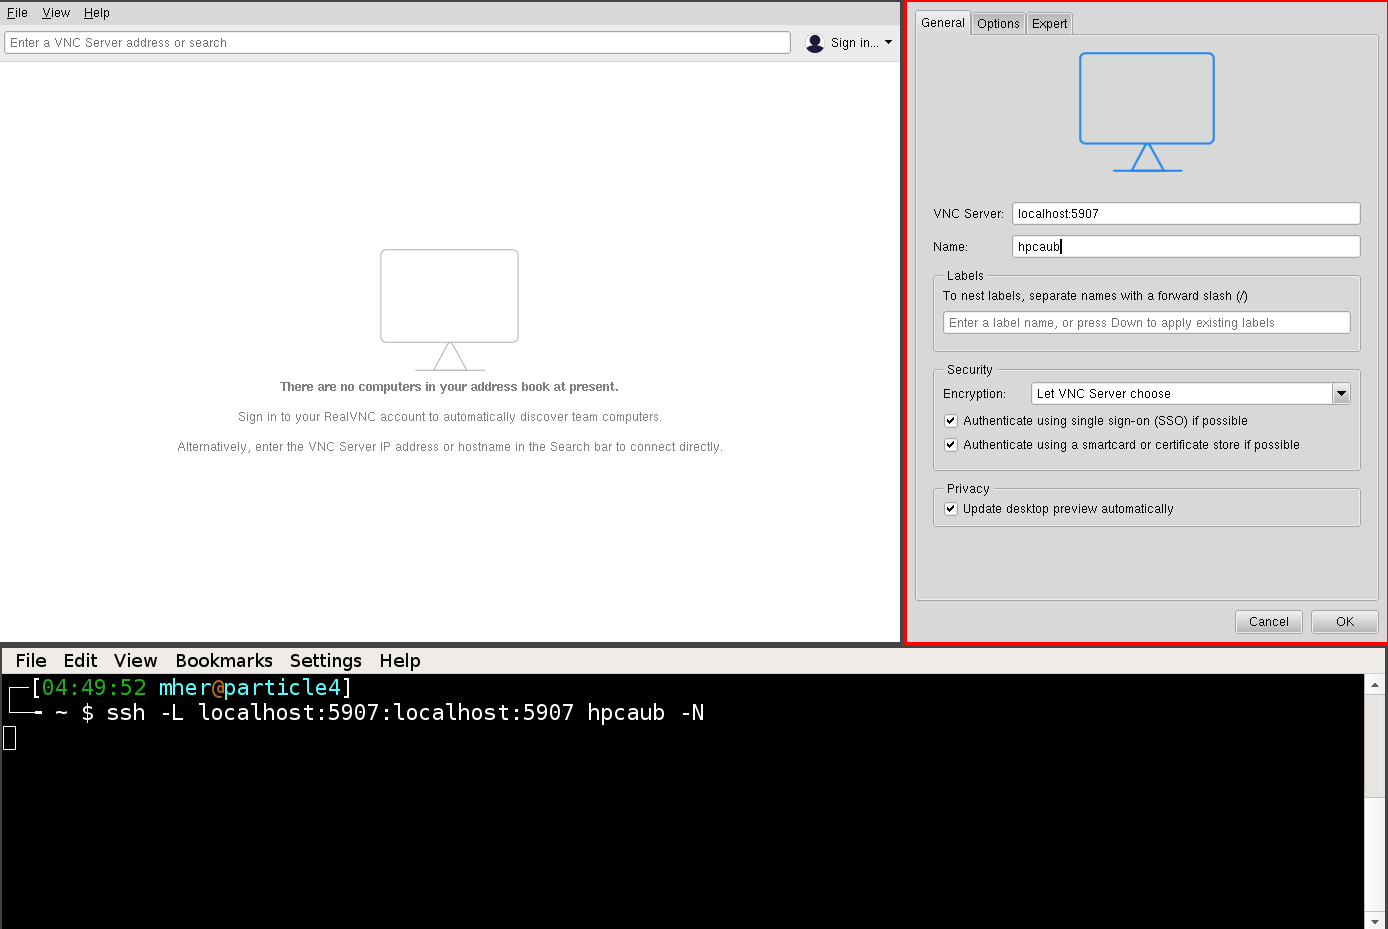 File View Help
Enter a VNC Server address or search
Sign in...
There are no computers in your address book at present.
Sign in to your RealVNC account to automatically discover team computers.
Alternatively, enter the VNC Server IP address or hostname in the Search bar to connect directly.
General Options Expert
VNC Server: localhost:5907
Name: hpcaub
Labels
To nest labels, separate names with a forward slash (/)
Enter a label name, or press Down to apply existing labels
Security
Encryption: Let VNC Server choose
Authenticate using single sign-on (SSO) if possible
Authenticate using a smartcard or certificate store if possible
Privacy
Update desktop preview automatically
Cancel OK
File Edit View Bookmarks Settings Help
[04:49:52 mher@particle4]
~ $ ssh -L localhost:5907:localhost:5907 hpcaub -N